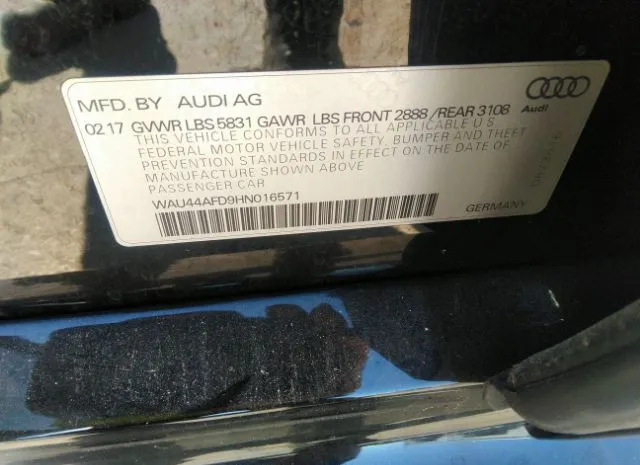 MFD. BY AUDI AG
02.17 GVWR LBS 5831 GAWR LBS FRONT 2888 /REAR 3108
THIS VEHICLE CONFORMS TO ALL APPLICABLE U S
FEDERAL MOTOR VEHICLE SAFETY, BUMPER AND THEFT
PREVENTION STANDARDS IN EFFECT ON THE DATE OF
MANUFACTURE SHOWN ABOVE
PASSENGER CAR
WAU44AFD9HN016571
GERMANY
Audi